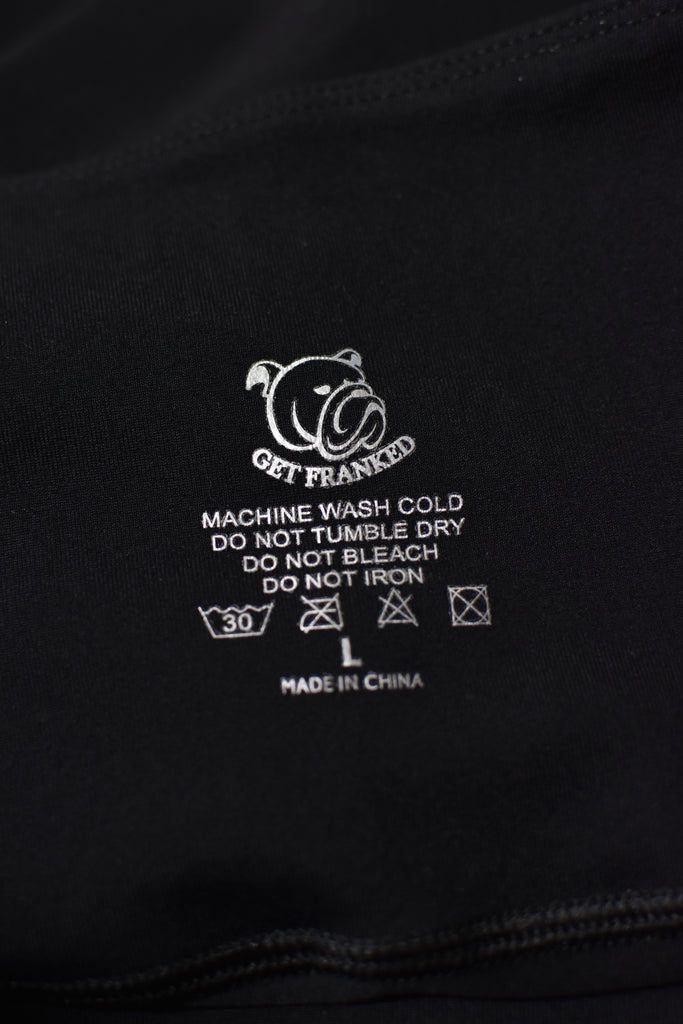 GET FRANKED
MACHINE WASH COLD
DO NOT TUMBLE DRY
DO NOT BLEACH
DO NOT IRON
30
L
MADE IN CHINA